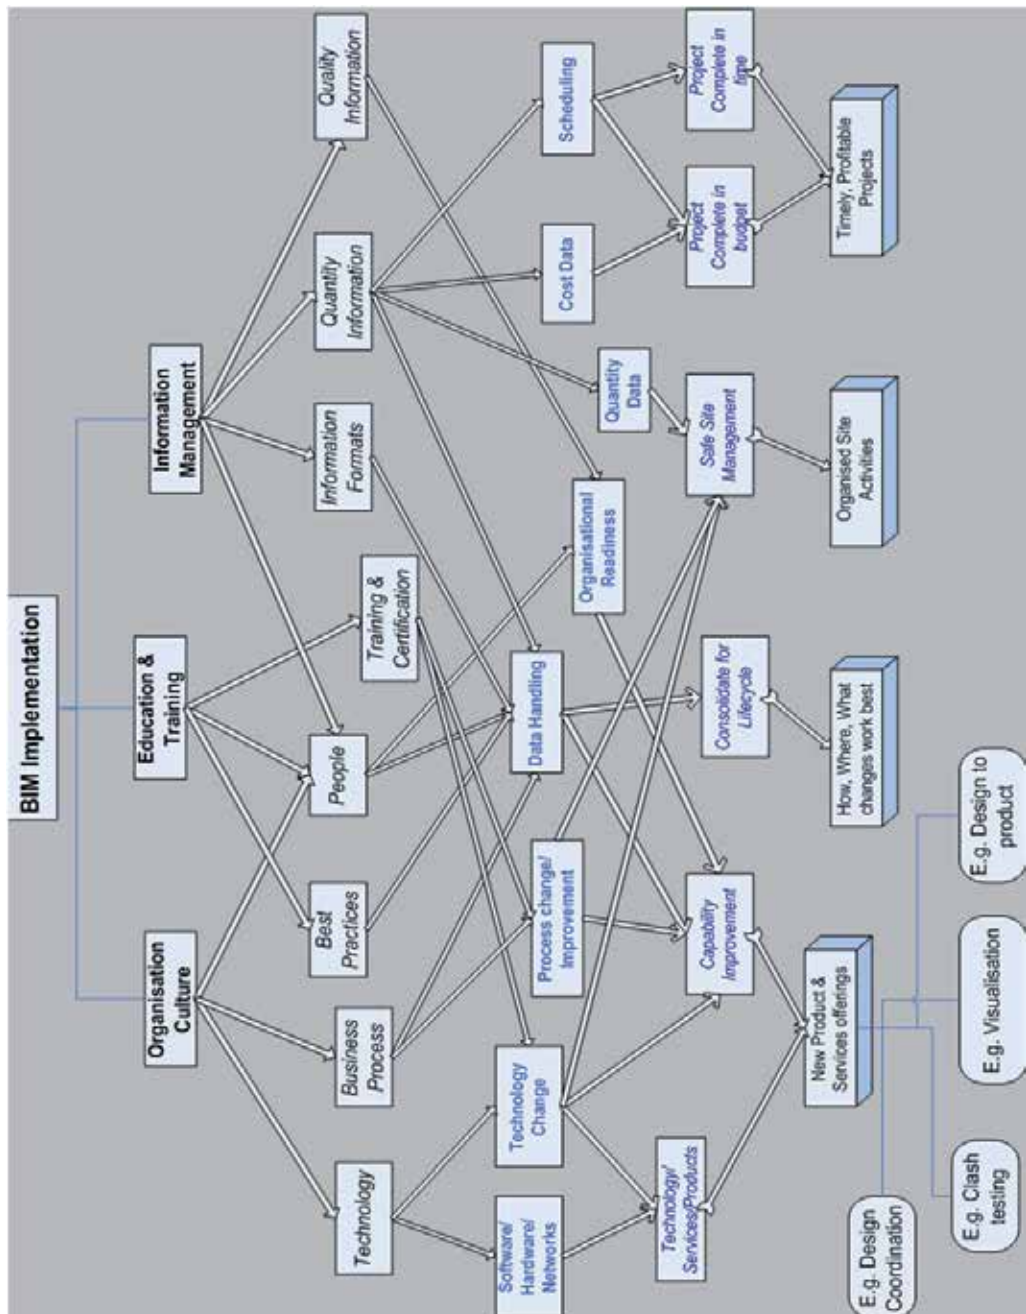 BIM Implementation
Organisation
Culture
Education &
Training
Information
Management
Technology
Business
Process
Best
Practices
People
Training &
Certification
Information
Formats
Quantity
Information
Quality
Information
Software/
Hardware/
Networks
Technology
Change
Process change/
Improvement
Data Handling
Organisational
Readiness
Quantity
Data
Cost Data
Scheduling
Technology/
Services/Products
Capability
Improvement
Consolidate for
Lifecycle
Safe Site
Management
Project
Complete in
budget
Project
Complete in
time
New Product &
Services offerings
How, Where, What
changes work best
Organised Site
Activities
Timely, Profitable
Projects
E.g. Design
Coordination
E.g. Clash
testing
E.g. Visualisation
E.g. Design to
product